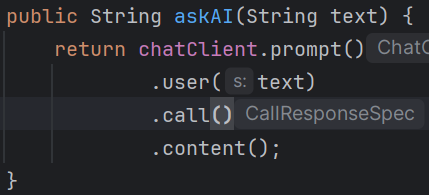 public String askAI(String text) {
return chatClient.prompt() ChatC
.user( s: text)
.call() CallResponseSpec
.content();
}